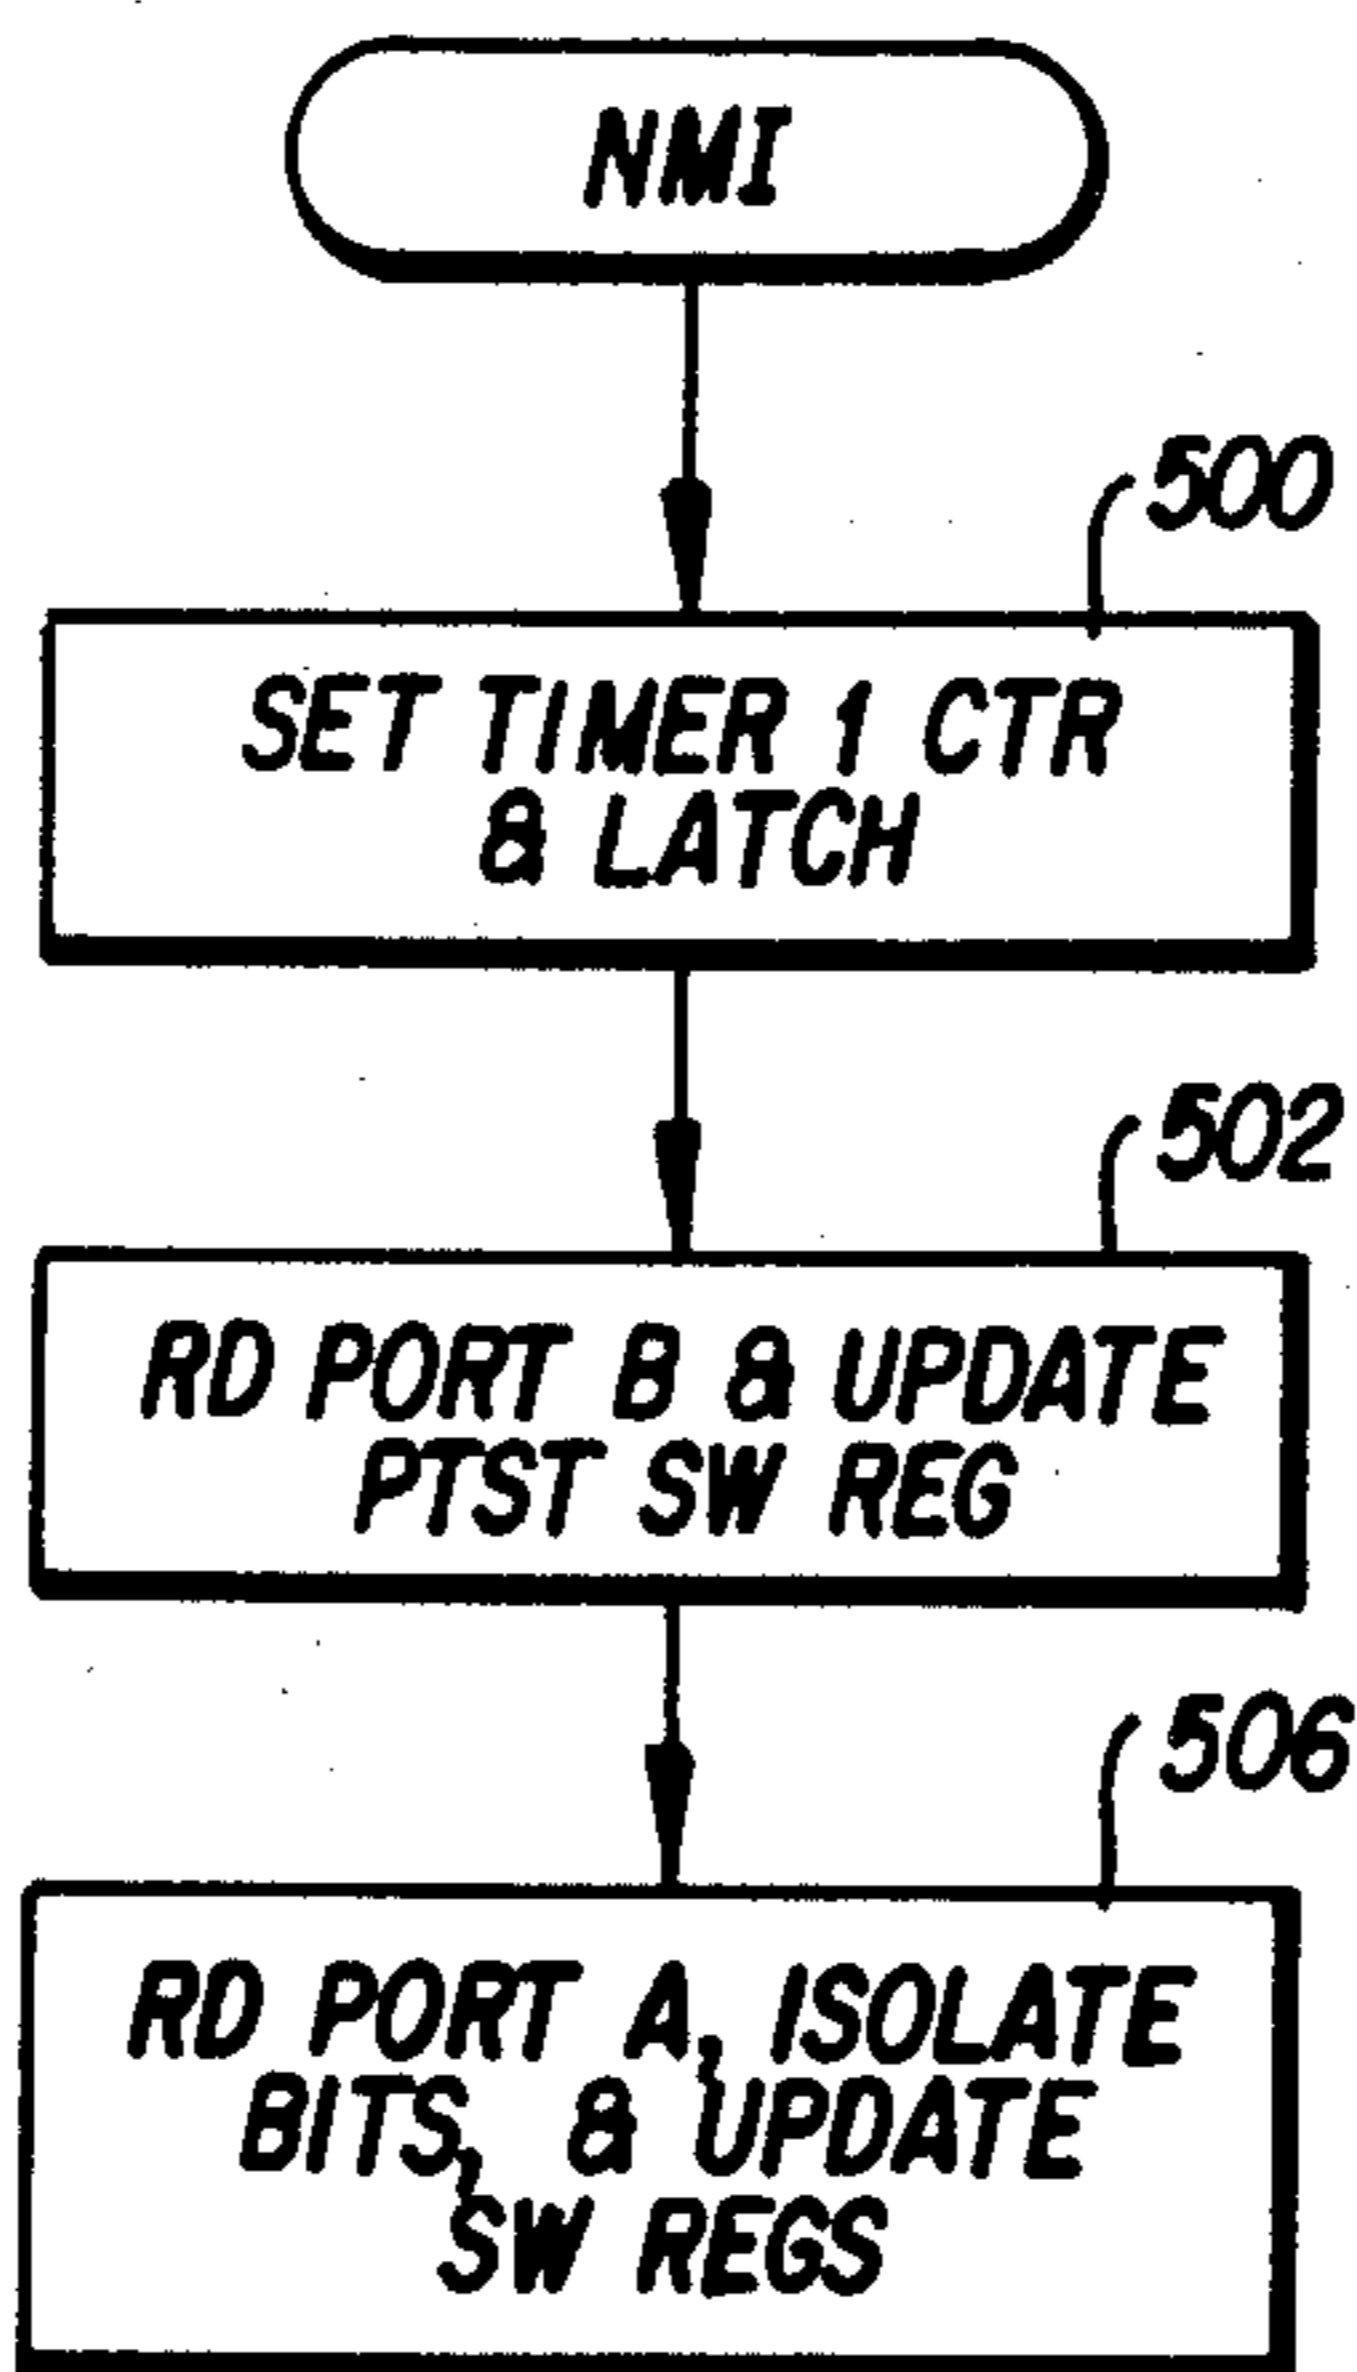 NMI
500
SET TIMER 1 CTR
& LATCH
502
RD PORT B & UPDATE
PTST SW REG
506
RD PORT A, ISOLATE
BITS, & UPDATE
SW REGS